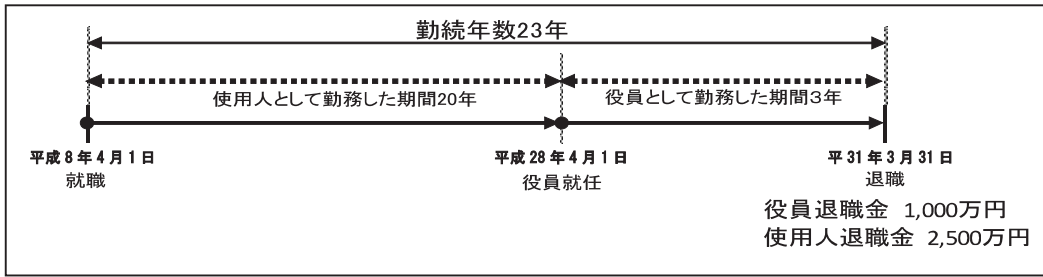 勤続年数23年
使用人として勤務した期間20年
役員として勤務した期間3年
平成8年4月1日
就職
平成28年4月1日
役員就任
平31年3月31日
退職
役員退職金 1,000万円
使用人退職金 2,500万円